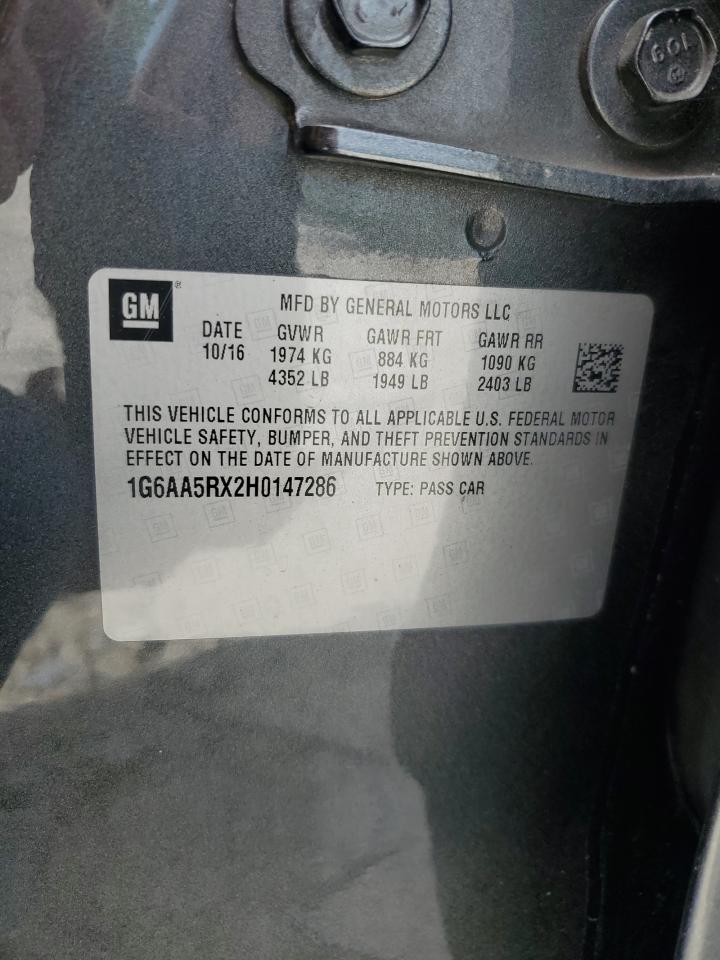 109
GM®
MFD BY GENERAL MOTORS LLC
DATE GVWR GAWR FRT GAWR RR
10/16 1974 KG 884 KG 1090 KG
4352 LB 1949 LB 2403 LB
THIS VEHICLE CONFORMS TO ALL APPLICABLE U.S. FEDERAL MOTOR
VEHICLE SAFETY, BUMPER, AND THEFT PREVENTION STANDARDS IN
EFFECT ON THE DATE OF MANUFACTURE SHOWN ABOVE.
1G6AA5RX2H0147286 TYPE: PASS CAR